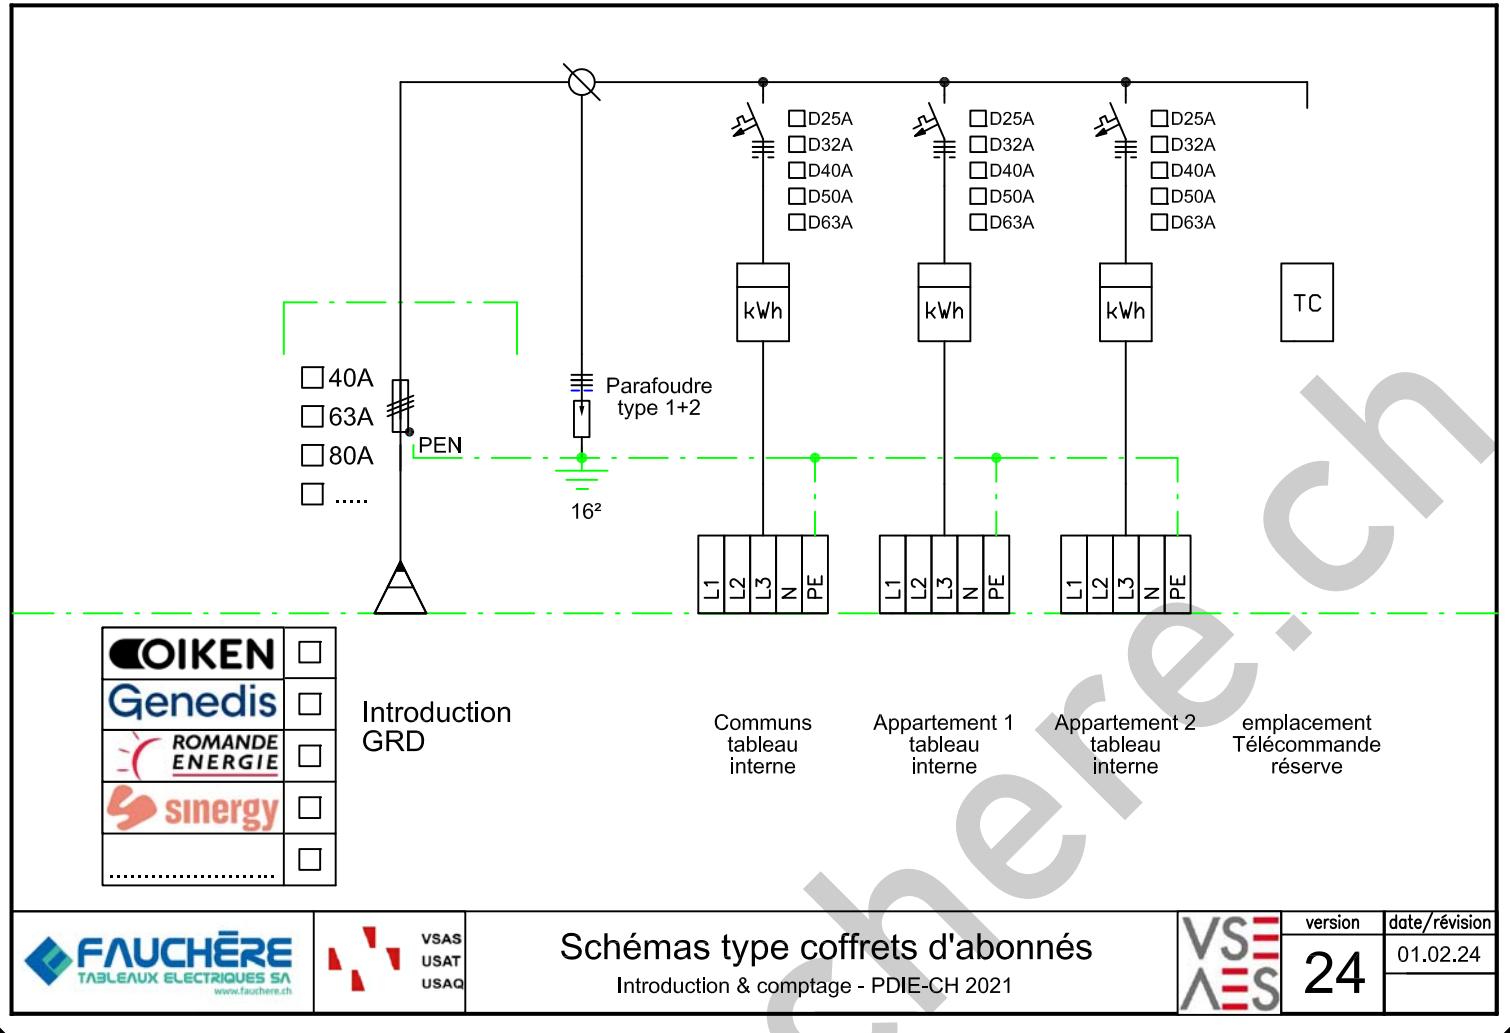 D25A
D32A
D40A
D50A
D63A
D25A
D32A
D40A
D50A
D63A
D25A
D32A
D40A
D50A
D63A
kWh
kWh
kWh
TC
40A
63A
80A
.....
PEN
Parafoudre
type 1+2
16²
L1 L2 L3 N PE
L1 L2 L3 N PE
L1 L2 L3 N PE
OIKEN
Genedis
ROMANDE
ENERGIE
sinergy
......................
Introduction
GRD
Communs
tableau
interne
Appartement 1
tableau
interne
Appartement 2
tableau
interne
emplacement
Télécommande
réserve
here.ch
FAUCHĒRE
TABLEAUX ELECTRIQUES SA
www.fauchere.ch
VSAS
USAT
USAQ
Schémas type coffrets d'abonnés
Introduction & comptage - PDIE-CH 2021
VSE
AES
version
24
date/révision
01.02.24